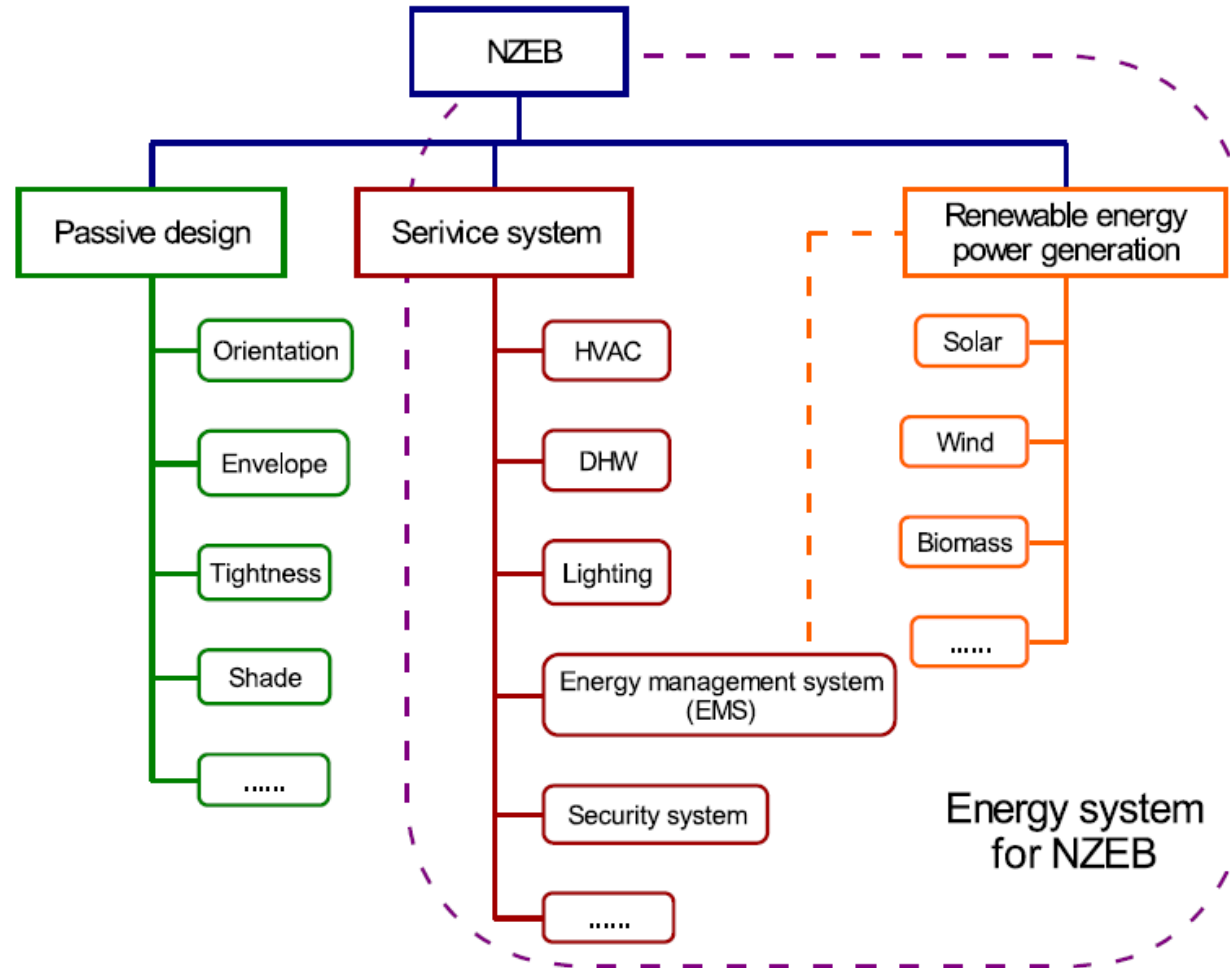 NZEB
Passive design
Serivice system
Renewable energy
power generation
Orientation
Envelope
Tightness
Shade
......
HVAC
DHW
Lighting
Energy management system
(EMS)
Security system
......
Solar
Wind
Biomass
......
Energy system
for NZEB